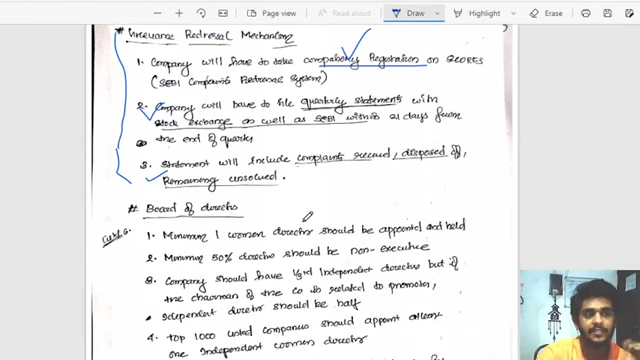 Page view
Read aloud
Draw
Highlight
# Grievance Redressal Mechanism
1. Company will have to take compulsory Registration on SCORES
(SEBI Complaints Redressal System)
2. Company will have to file quarterly statements with
stock exchange as well as SEBI within 21 days from
the end of quarter
3. Statement will include complaints received, disposed of,
Remaining unsolved.
# Board of directors
1. Minimum 1 women director should be appointed and held
2. Minimum 50% directors should be non-executive
3. Company should have 1/3rd independent directors but if
the chairman of the co is related to promoter,
independent director should be half
4. Top 1000 listed companies should appoint atleast
one independent women director